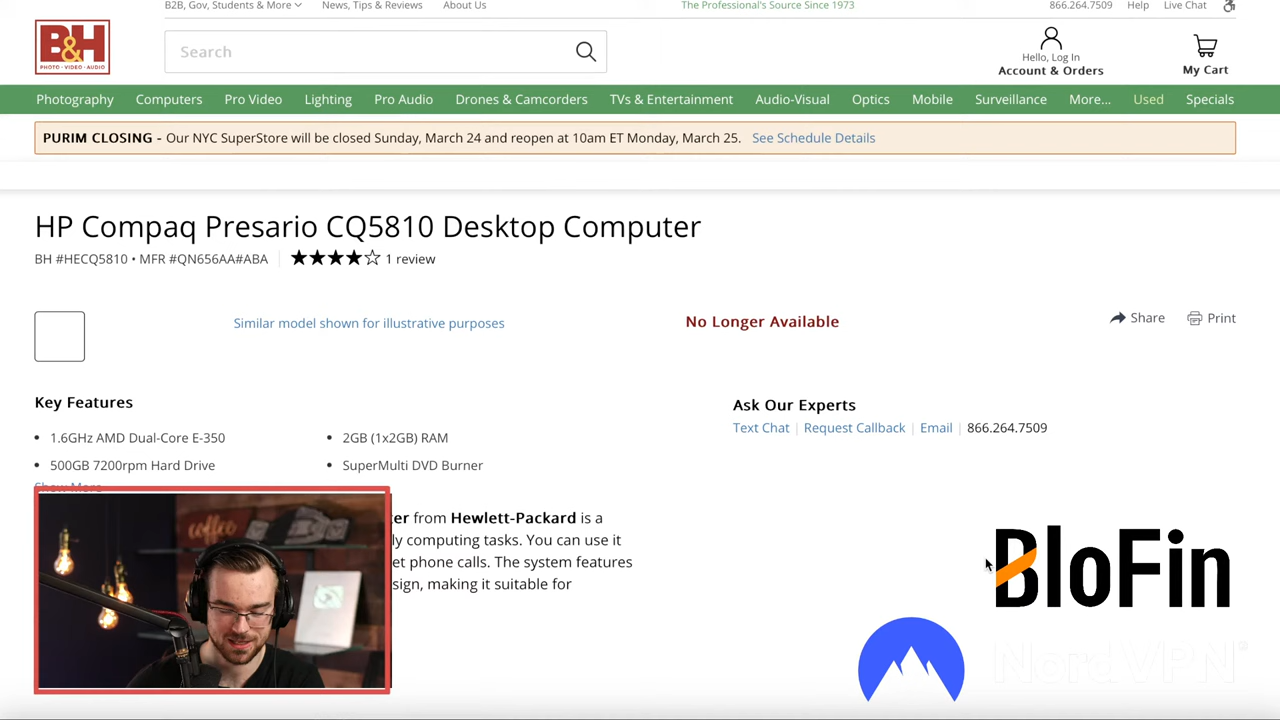 B2B, Gov, Students & More
News, Tips & Reviews
About Us
The Professional's Source Since 1973
866.264.7509
Help
Live Chat
B&H
PHOTO · VIDEO · AUDIO
Search
Hello, Log In
Account & Orders
My Cart
Photography
Computers
Pro Video
Lighting
Pro Audio
Drones & Camcorders
TVs & Entertainment
Audio-Visual
Optics
Mobile
Surveillance
More...
Used
Specials
PURIM CLOSING - Our NYC SuperStore will be closed Sunday, March 24 and reopen at 10am ET Monday, March 25. See Schedule Details
HP Compaq Presario CQ5810 Desktop Computer
BH #HECQ5810 • MFR #QN656AA#ABA
1 review
Similar model shown for illustrative purposes
No Longer Available
Share
Print
Key Features
1.6GHz AMD Dual-Core E-350
2GB (1x2GB) RAM
500GB 7200rpm Hard Drive
SuperMulti DVD Burner
Show More
Ask Our Experts
Text Chat | Request Callback | Email | 866.264.7509
er from Hewlett-Packard is a
ly computing tasks. You can use it
et phone calls. The system features
sign, making it suitable for
coffee
BloFin
NordVPN